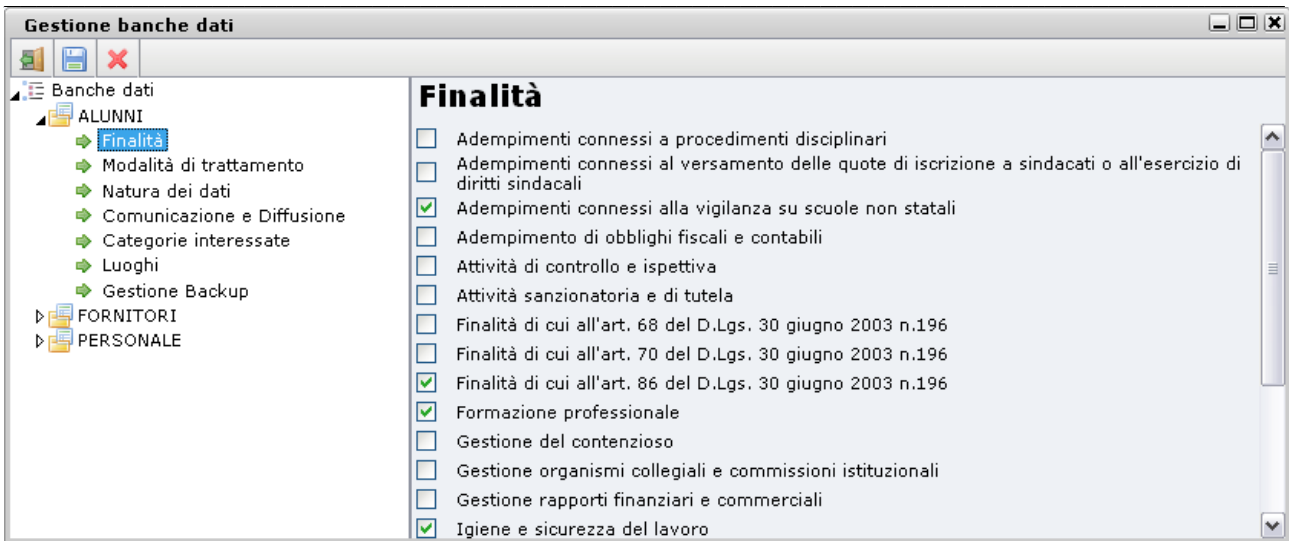 Gestione banche dati
Banche dati
ALUNNI
Finalità
Modalità di trattamento
Natura dei dati
Comunicazione e Diffusione
Categorie interessate
Luoghi
Gestione Backup
FORNITORI
PERSONALE
Finalità
Adempimenti connessi a procedimenti disciplinari
Adempimenti connessi al versamento delle quote di iscrizione a sindacati o all'esercizio di
diritti sindacali
Adempimenti connessi alla vigilanza su scuole non statali
Adempimento di obblighi fiscali e contabili
Attività di controllo e ispettiva
Attività sanzionatoria e di tutela
Finalità di cui all'art. 68 del D.Lgs. 30 giugno 2003 n.196
Finalità di cui all'art. 70 del D.Lgs. 30 giugno 2003 n.196
Finalità di cui all'art. 86 del D.Lgs. 30 giugno 2003 n.196
Formazione professionale
Gestione del contenzioso
Gestione organismi collegiali e commissioni istituzionali
Gestione rapporti finanziari e commerciali
Igiene e sicurezza del lavoro